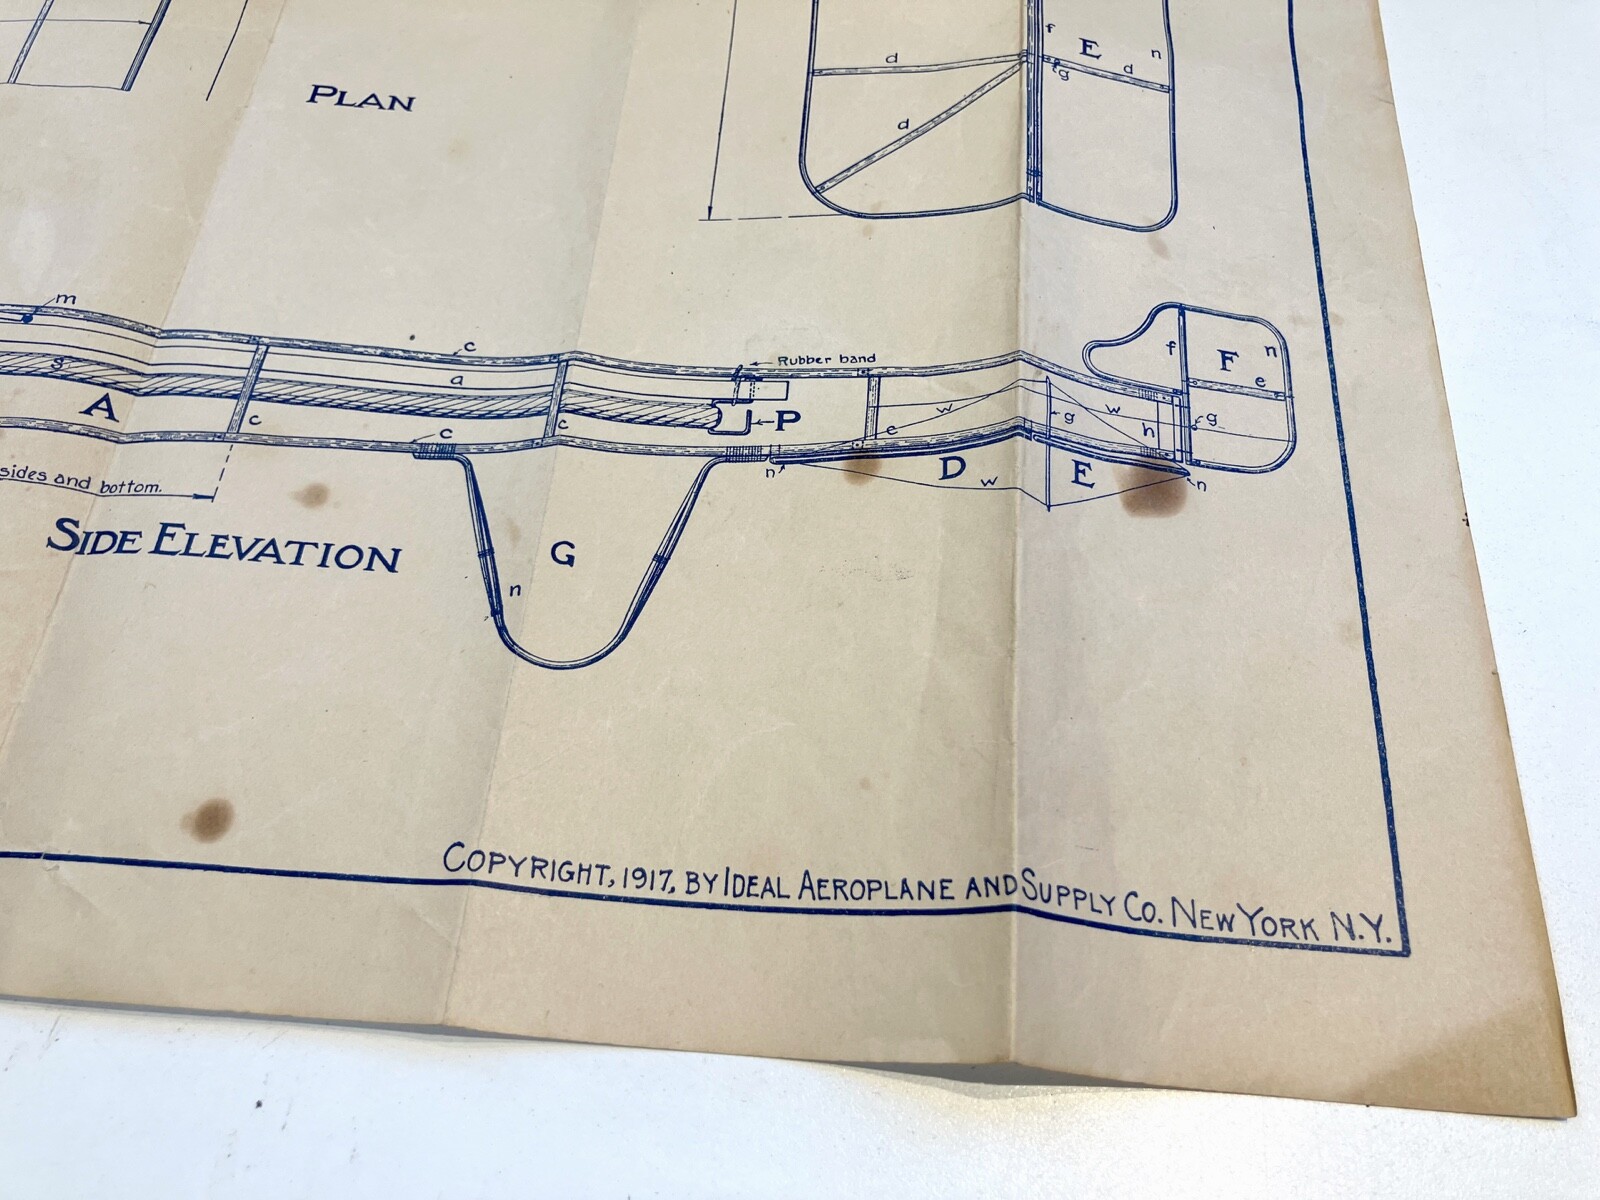 f
E
n
d
g
d
d
PLAN
m
c
Rubber band
f
F
n
s
a
e
A
c
c
P
w
g
w
g
c
e
h
n
D
E
n
w
sides and bottom.
SIDE ELEVATION
G
n
COPYRIGHT, 1917, BY IDEAL AEROPLANE AND SUPPLY CO. NEW YORK N.Y.